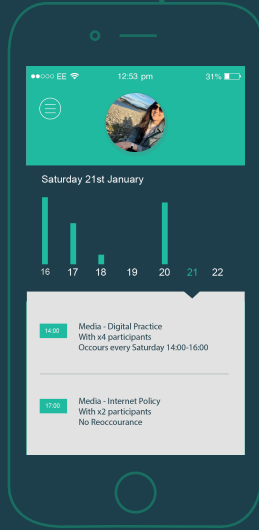 EE 12:53 pm 31%
Saturday 21st January
16 17 18 19 20 21 22
14:00
Media - Digital Practice
With x4 participants
Occours every Saturday 14:00-16:00
17:00
Media - Internet Policy
With x2 participants
No Reoccourance